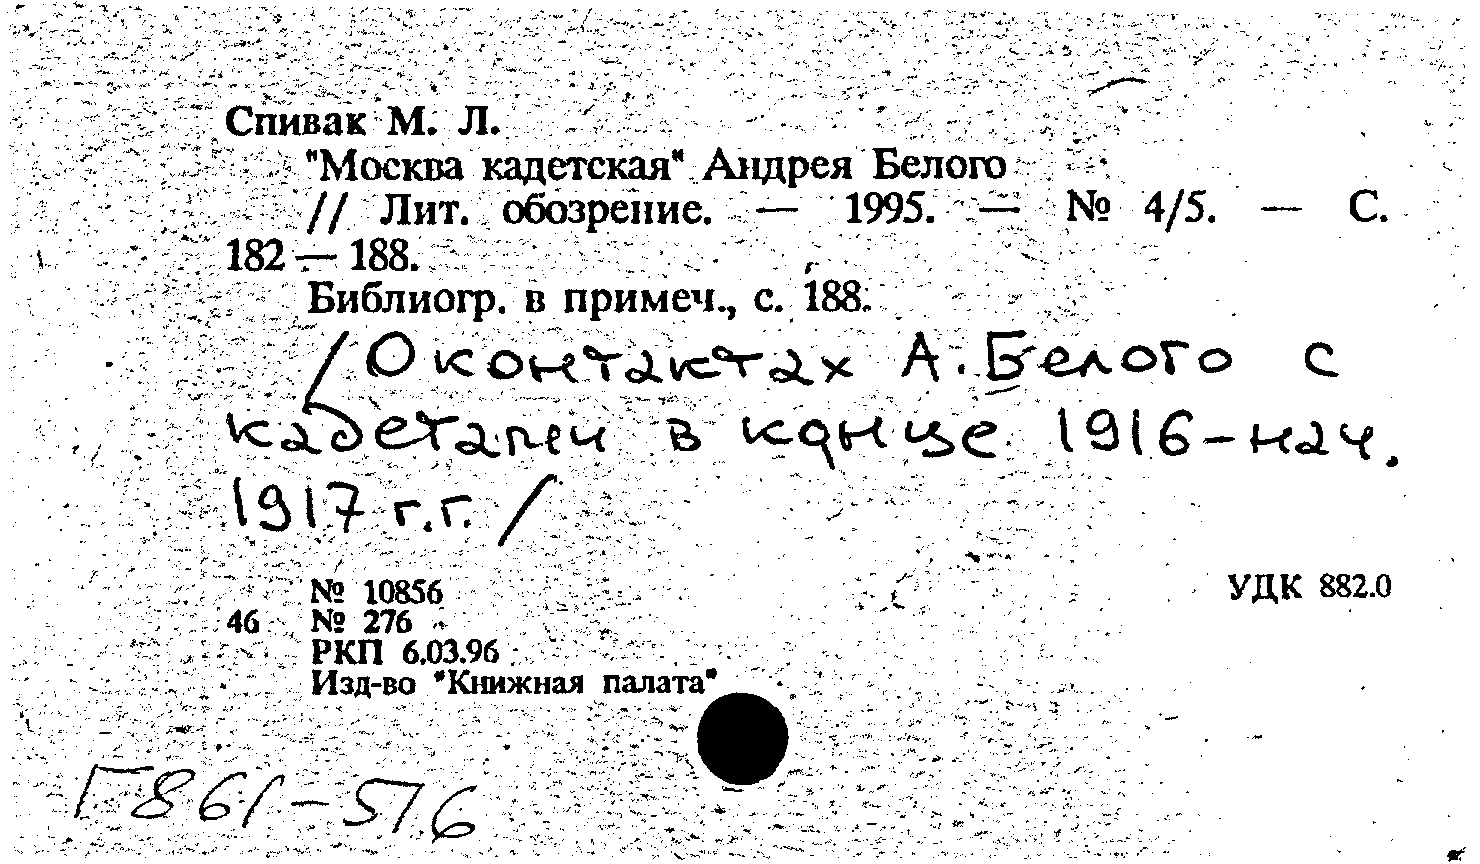 Спивак М. Л.
"Москва кадетская" Андрея Белого
// Лит. обозрение. — 1995. — № 4/5. — С.
182 — 188.
Библиогр. в примеч., с. 188.
/О контактах А. Белого с
кадетами в конце 1916-нач.
1917 г.г./
№ 10856
УДК 882.0
46 № 276
РКП 6.03.96
Изд-во "Книжная палата"
Г861-516